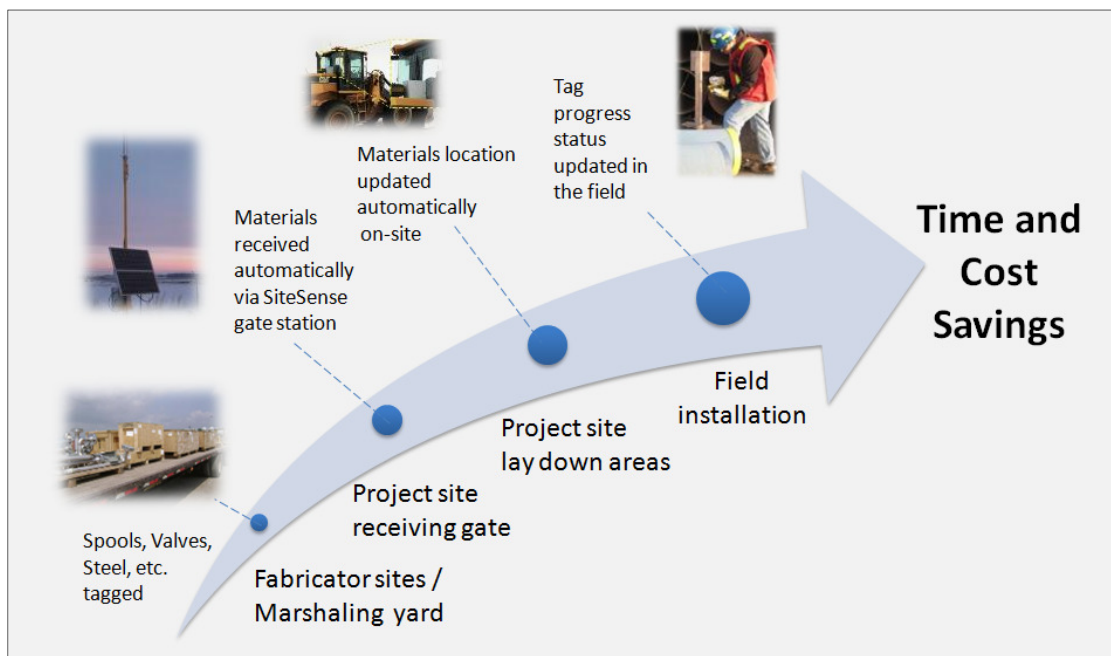 Spools, Valves,
Steel, etc.
tagged
Fabricator sites /
Marshaling yard
Materials
received
automatically
via SiteSense
gate station
Project site
receiving gate
Materials location
updated
automatically
on-site
Project site
lay down areas
Tag
progress
status
updated in
the field
Field
installation
Time and
Cost
Savings